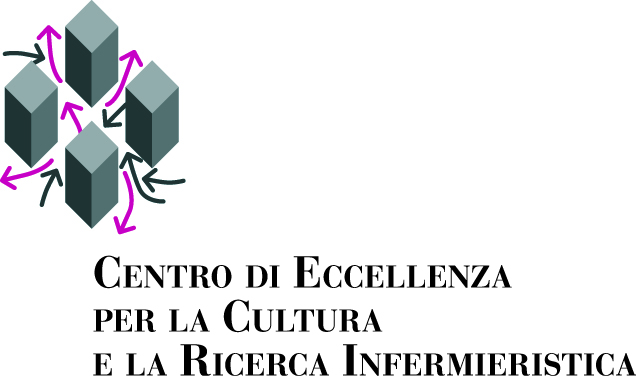 Centro di Eccellenza
per la Cultura
e la Ricerca Infermieristica